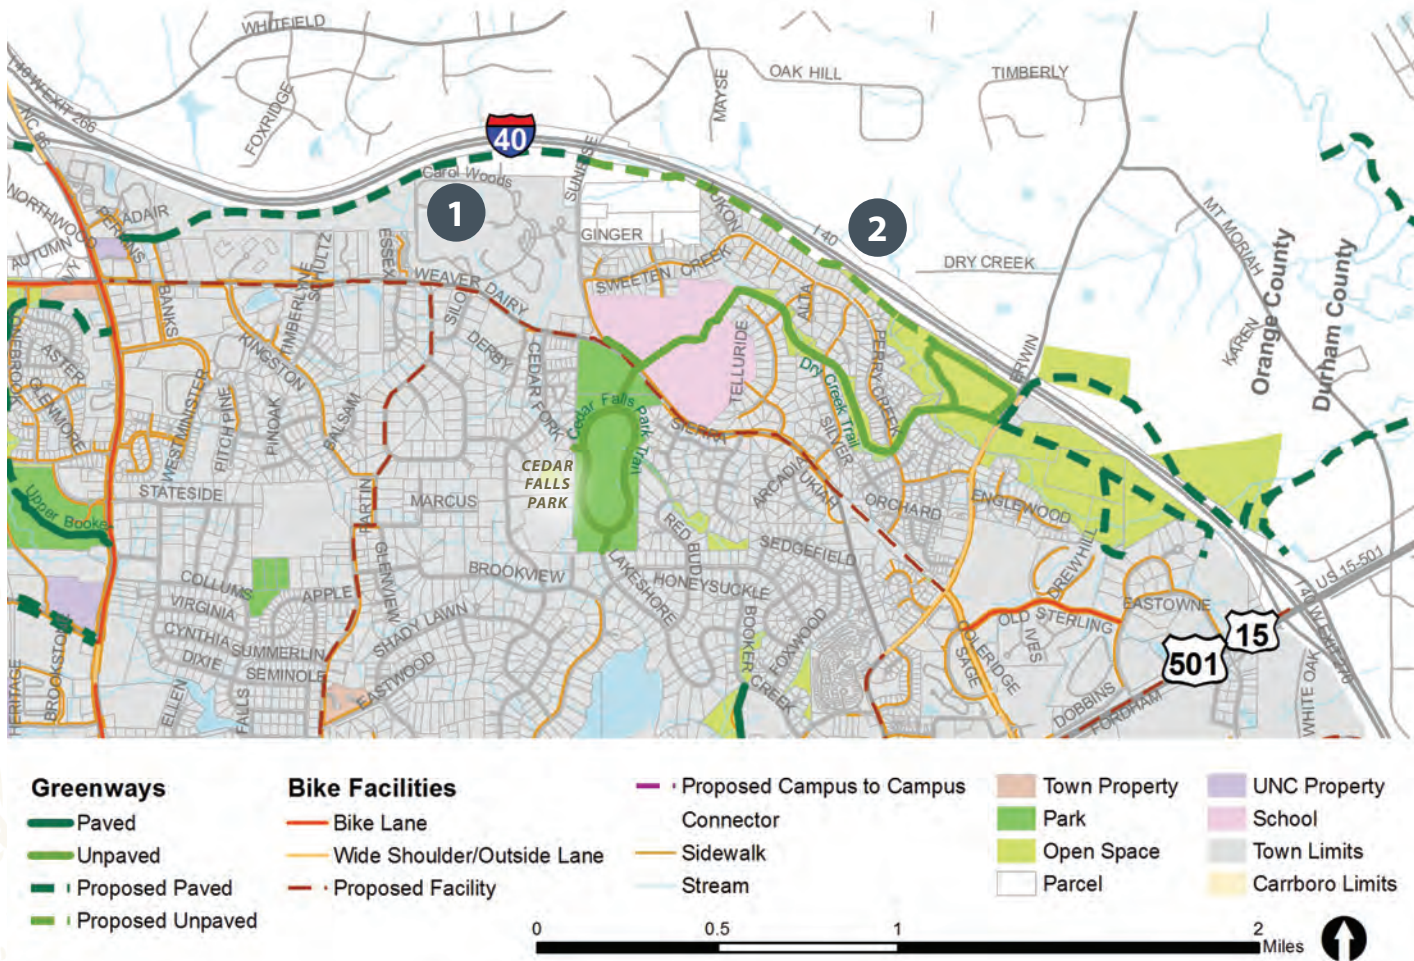 WHITEFIELD
I 40 W EXIT 266
NC 86
FOXRIDGE
MAYSE
OAK HILL
TIMBERLY
40
SUNRISE
Carol Woods
1
2
I 40
YUKON
GINGER
DRY CREEK
MT MORIAH
KAREN
Orange County
Durham County
NORTHWOOD
PERKINS
ADAIR
AUTUMN
IVY
ESSEX
SCHULTZ
TIMBERLYNE
WEAVER DAIRY
SWEETEN CREEK
BANKS
SILO
DERBY
ALTA
ERWIN
ASTER
GLENMORE
KINGSTON
CEDAR FORK
TELLURIDE
PERRY CREEK
Dry Creek Trail
WESTMINISTER
PITCH PINE
PINOAK
BALSAM
Cedar Falls Park Trail
SIERRA
SILVER
CEDAR
FALLS
PARK
ARCADIA
UKIAH
ORCHARD
ENGLEWOOD
STATESIDE
MARCUS
PARTIN
Upper Booker
RED BUD
SEDGEFIELD
GLENVIEW
BROOKVIEW
LAKESHORE
HONEYSUCKLE
DREWHILL
US 15-501
COLLUMS
APPLE
VIRGINIA
SHADY LAWN
EASTOWNE
OLD STERLING
CYNTHIA
SUMMERLIN
BOOKER CREEK
FOXWOOD
COLERIDGE
SAGE
IVES
15
501
I 40 W EXIT 270
DIXIE
SEMINOLE
EASTWOOD
HERITAGE
BROOKSTONE
ELLEN
FALLS
DOBBINS
FORDHAM
WHITE OAK
Greenways
Paved
Unpaved
Proposed Paved
Proposed Unpaved
Bike Facilities
Bike Lane
Wide Shoulder/Outside Lane
Proposed Facility
Proposed Campus to Campus
Connector
Sidewalk
Stream
Town Property
Park
Open Space
Parcel
UNC Property
School
Town Limits
Carrboro Limits
0 0.5 1 2
Miles